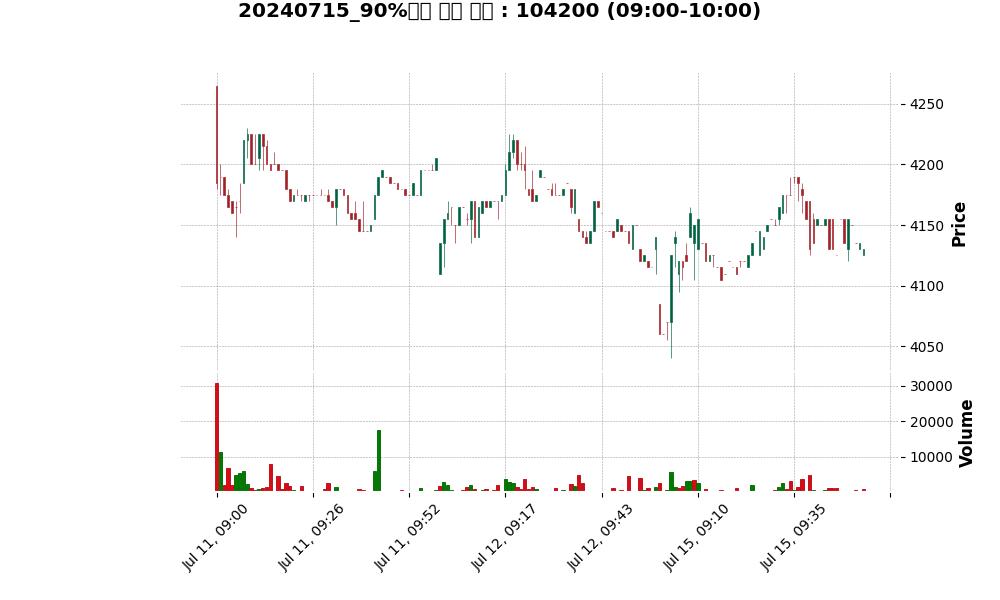 20240715_90% : 104200 (09:00-10:00)
4250
4200
4150
4100
4050
Price
30000
20000
10000
Volume
Jul 11, 09:00
Jul 11, 09:26
Jul 11, 09:52
Jul 12, 09:17
Jul 12, 09:43
Jul 15, 09:10
Jul 15, 09:35